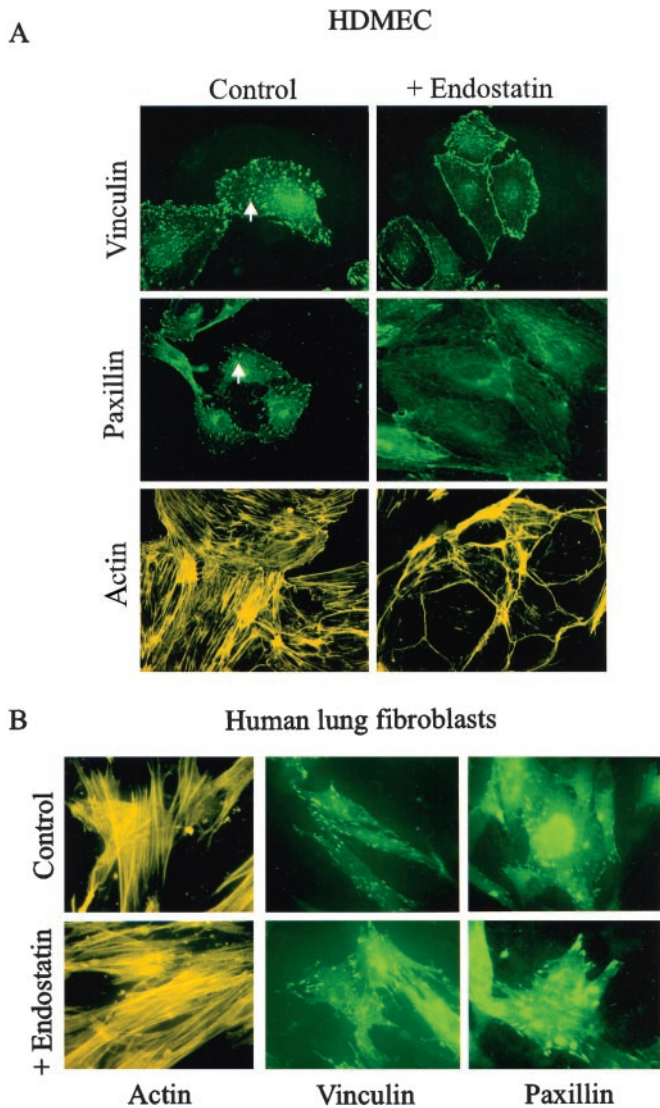 A
HDMEC
Control
+ Endostatin
Vinculin
Paxillin
Actin
B
Human lung fibroblasts
Control
+ Endostatin
Actin
Vinculin
Paxillin